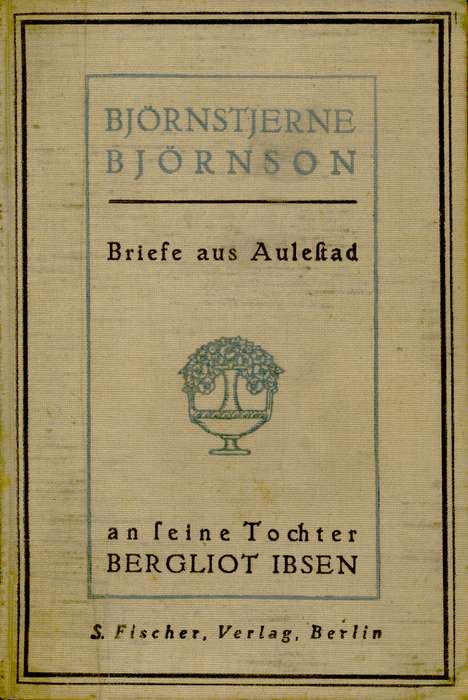 BJÖRNSTJERNE
BJÖRNSON
Briefe aus Auleſtad
an ſeine Tochter
BERGLIOT IBSEN
S. Fischer, Verlag, Berlin